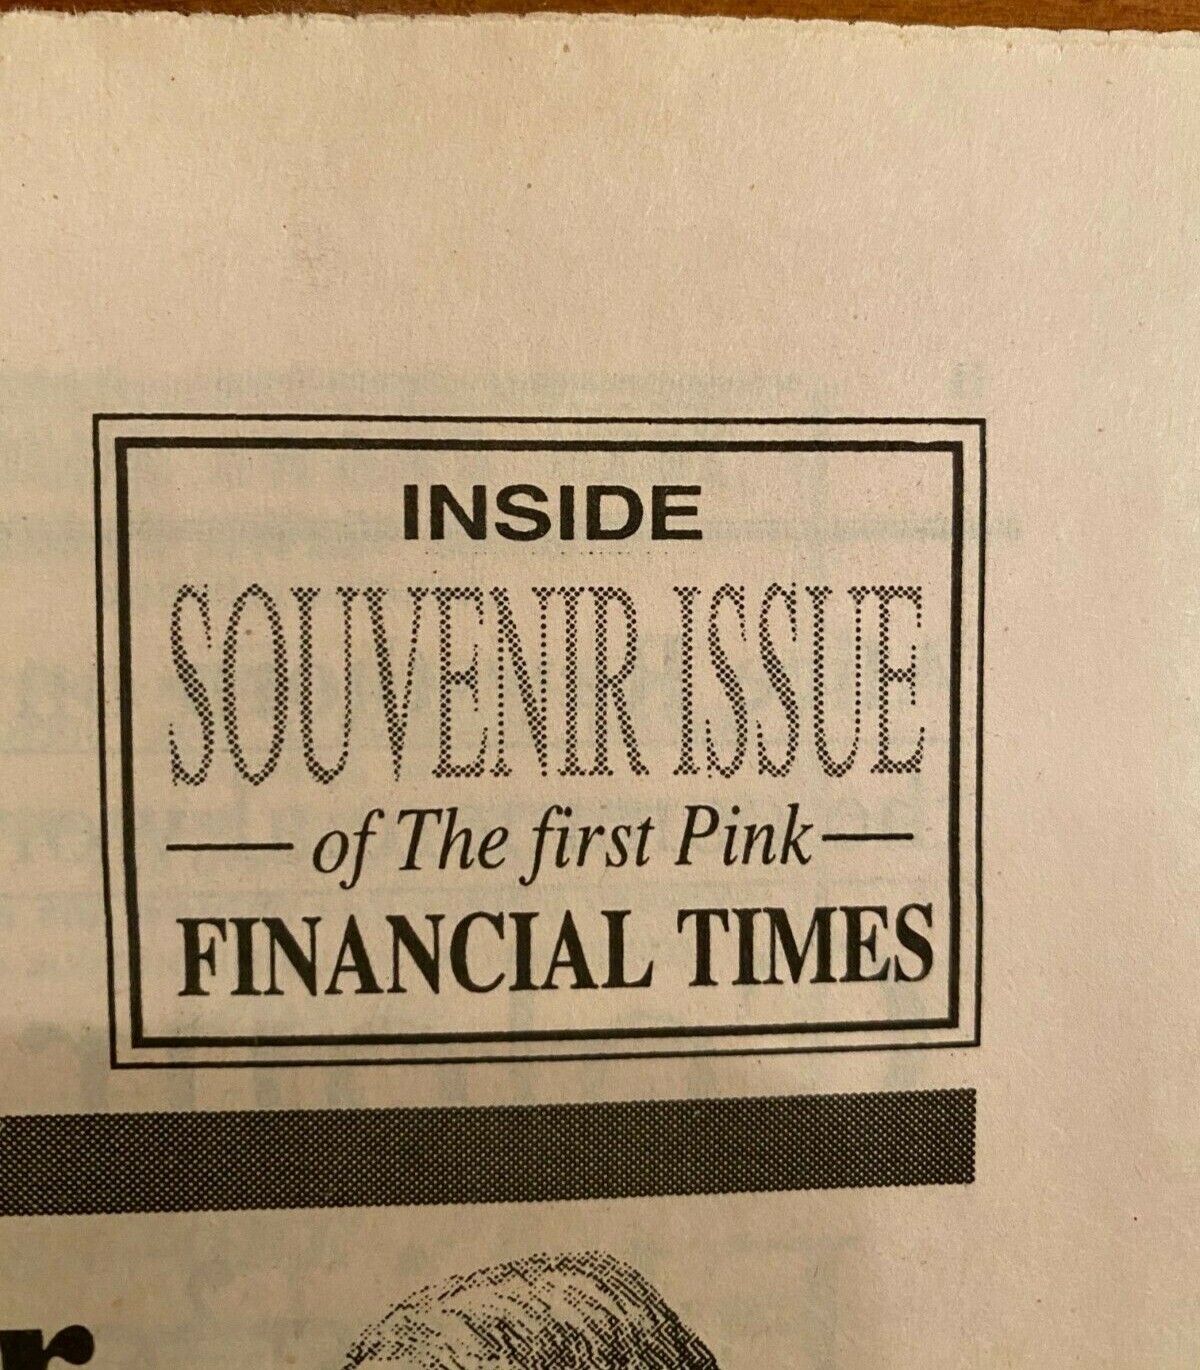 INSIDE
SOUVENIR ISSUE
of The first Pink
FINANCIAL TIMES
r